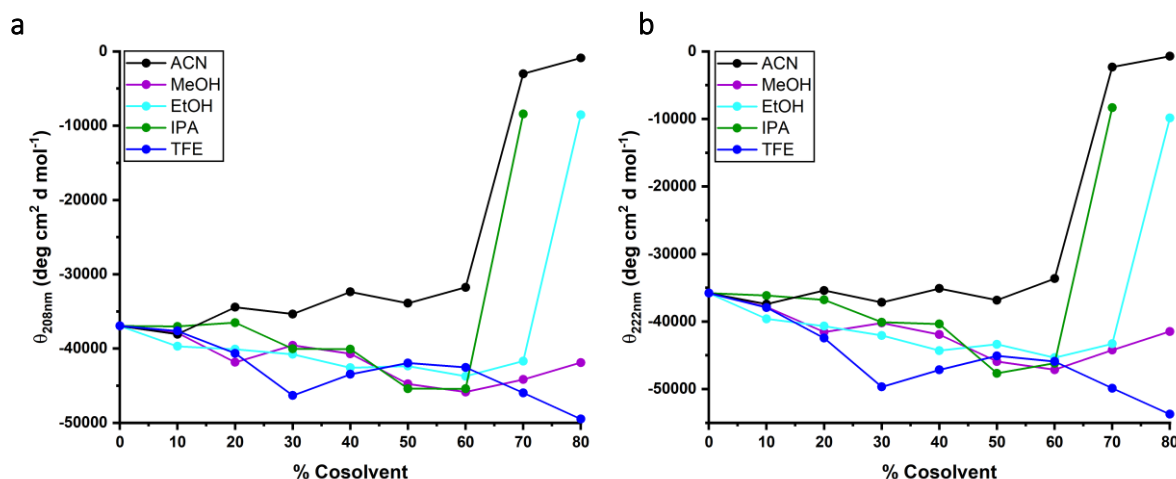 a
b
0
-10000
-20000
-30000
-40000
-50000
θ208nm (deg cm² d mol⁻¹)
ACN
MeOH
EtOH
IPA
TFE
0 10 20 30 40 50 60 70 80
% Cosolvent
0
-10000
-20000
-30000
-40000
-50000
θ222nm (deg cm² d mol⁻¹)
ACN
MeOH
EtOH
IPA
TFE
0 10 20 30 40 50 60 70 80
% Cosolvent